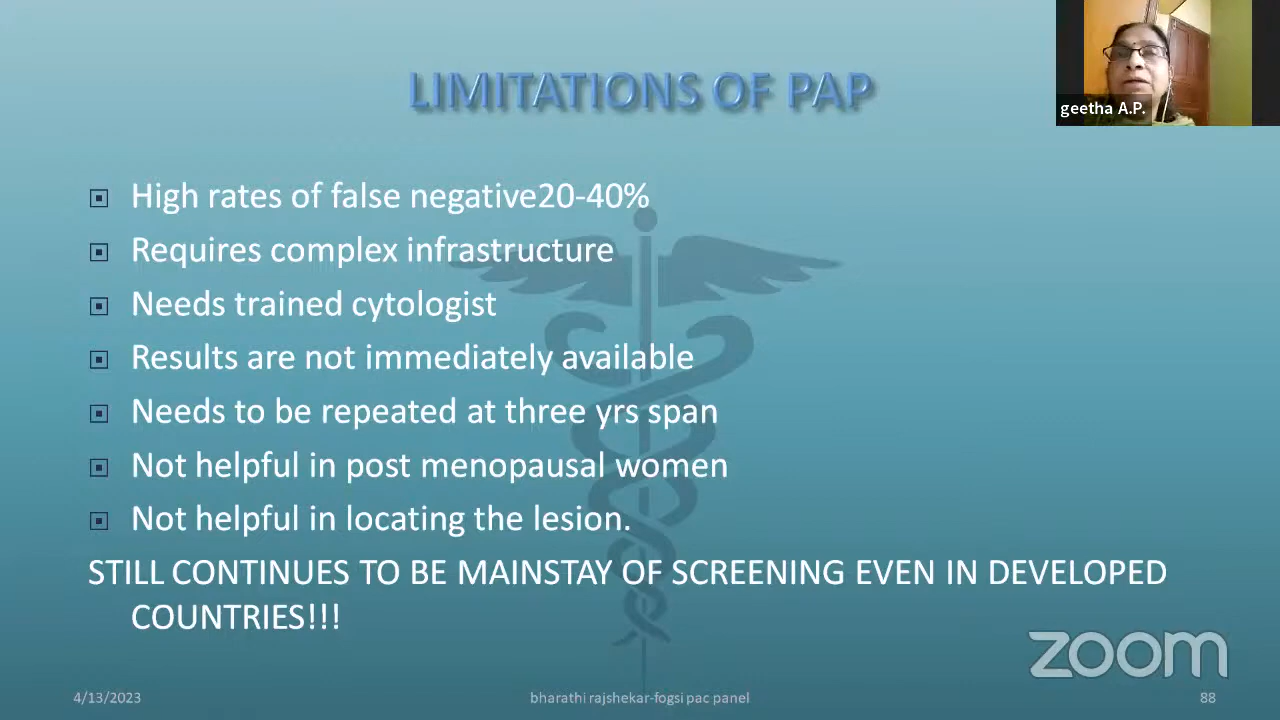 LIMITATIONS OF PAP
geetha A.P.
High rates of false negative20-40%
Requires complex infrastructure
Needs trained cytologist
Results are not immediately available
Needs to be repeated at three yrs span
Not helpful in post menopausal women
Not helpful in locating the lesion.
STILL CONTINUES TO BE MAINSTAY OF SCREENING EVEN IN DEVELOPED
COUNTRIES!!!
zoom
4/13/2023
bharathi rajshekar-fogsi pac panel
88